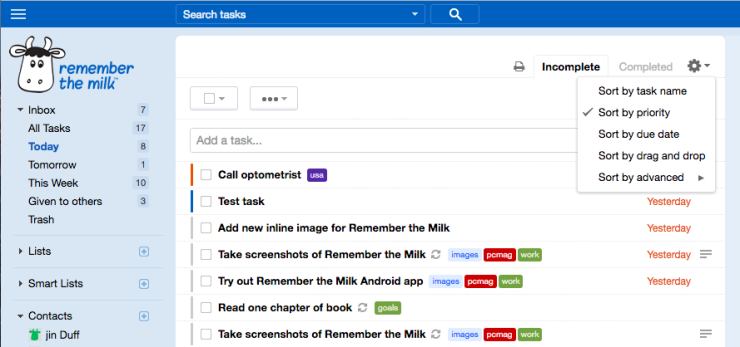 Search tasks
remember
the milk™
Inbox 7
All Tasks 17
Today 8
Tomorrow 1
This Week 10
Given to others 3
Trash
Lists
Smart Lists
Contacts
jin Duff
Incomplete Completed
Sort by task name
Sort by priority
Sort by due date
Sort by drag and drop
Sort by advanced
Add a task...
Call optometrist usa
Test task Yesterday
Add new inline image for Remember the Milk Yesterday
Take screenshots of Remember the Milk images pcmag work Yesterday
Try out Remember the Milk Android app images pcmag work Yesterday
Read one chapter of book goals
Take screenshots of Remember the Milk images pcmag work